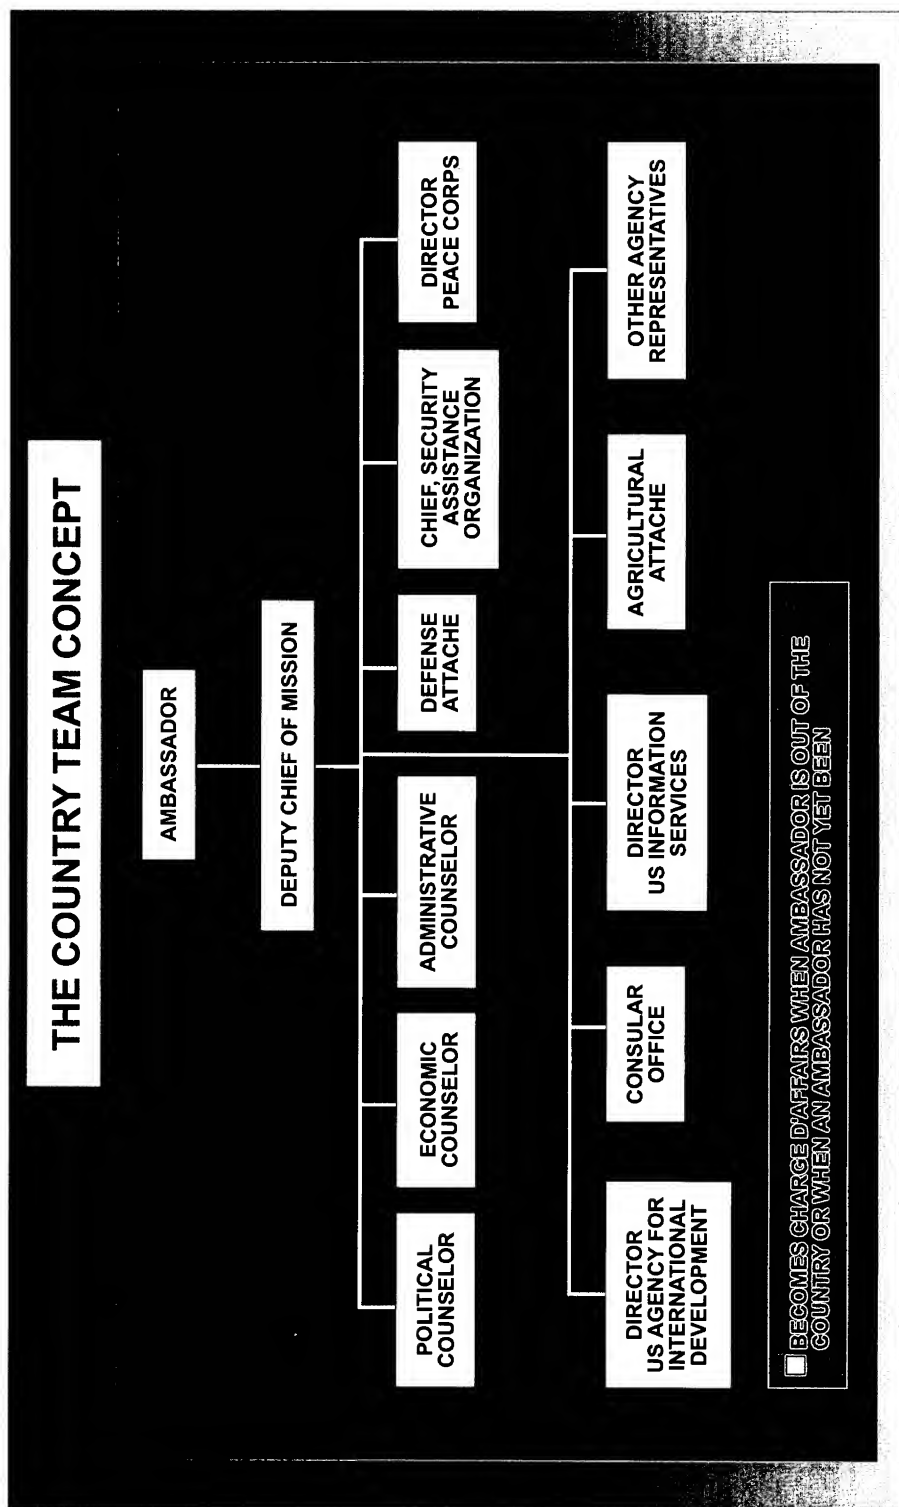 THE COUNTRY TEAM CONCEPT
AMBASSADOR
DEPUTY CHIEF OF MISSION
POLITICAL
COUNSELOR
ECONOMIC
COUNSELOR
ADMINISTRATIVE
COUNSELOR
DEFENSE
ATTACHE
CHIEF, SECURITY
ASSISTANCE
ORGANIZATION
DIRECTOR
PEACE CORPS
DIRECTOR
US AGENCY FOR
INTERNATIONAL
DEVELOPMENT
CONSULAR
OFFICE
DIRECTOR
US INFORMATION
SERVICES
AGRICULTURAL
ATTACHE
OTHER AGENCY
REPRESENTATIVES
BECOMES CHARGE D'AFFAIRS WHEN AMBASSADOR IS OUT OF THE
COUNTRY OR WHEN AN AMBASSADOR HAS NOT YET BEEN